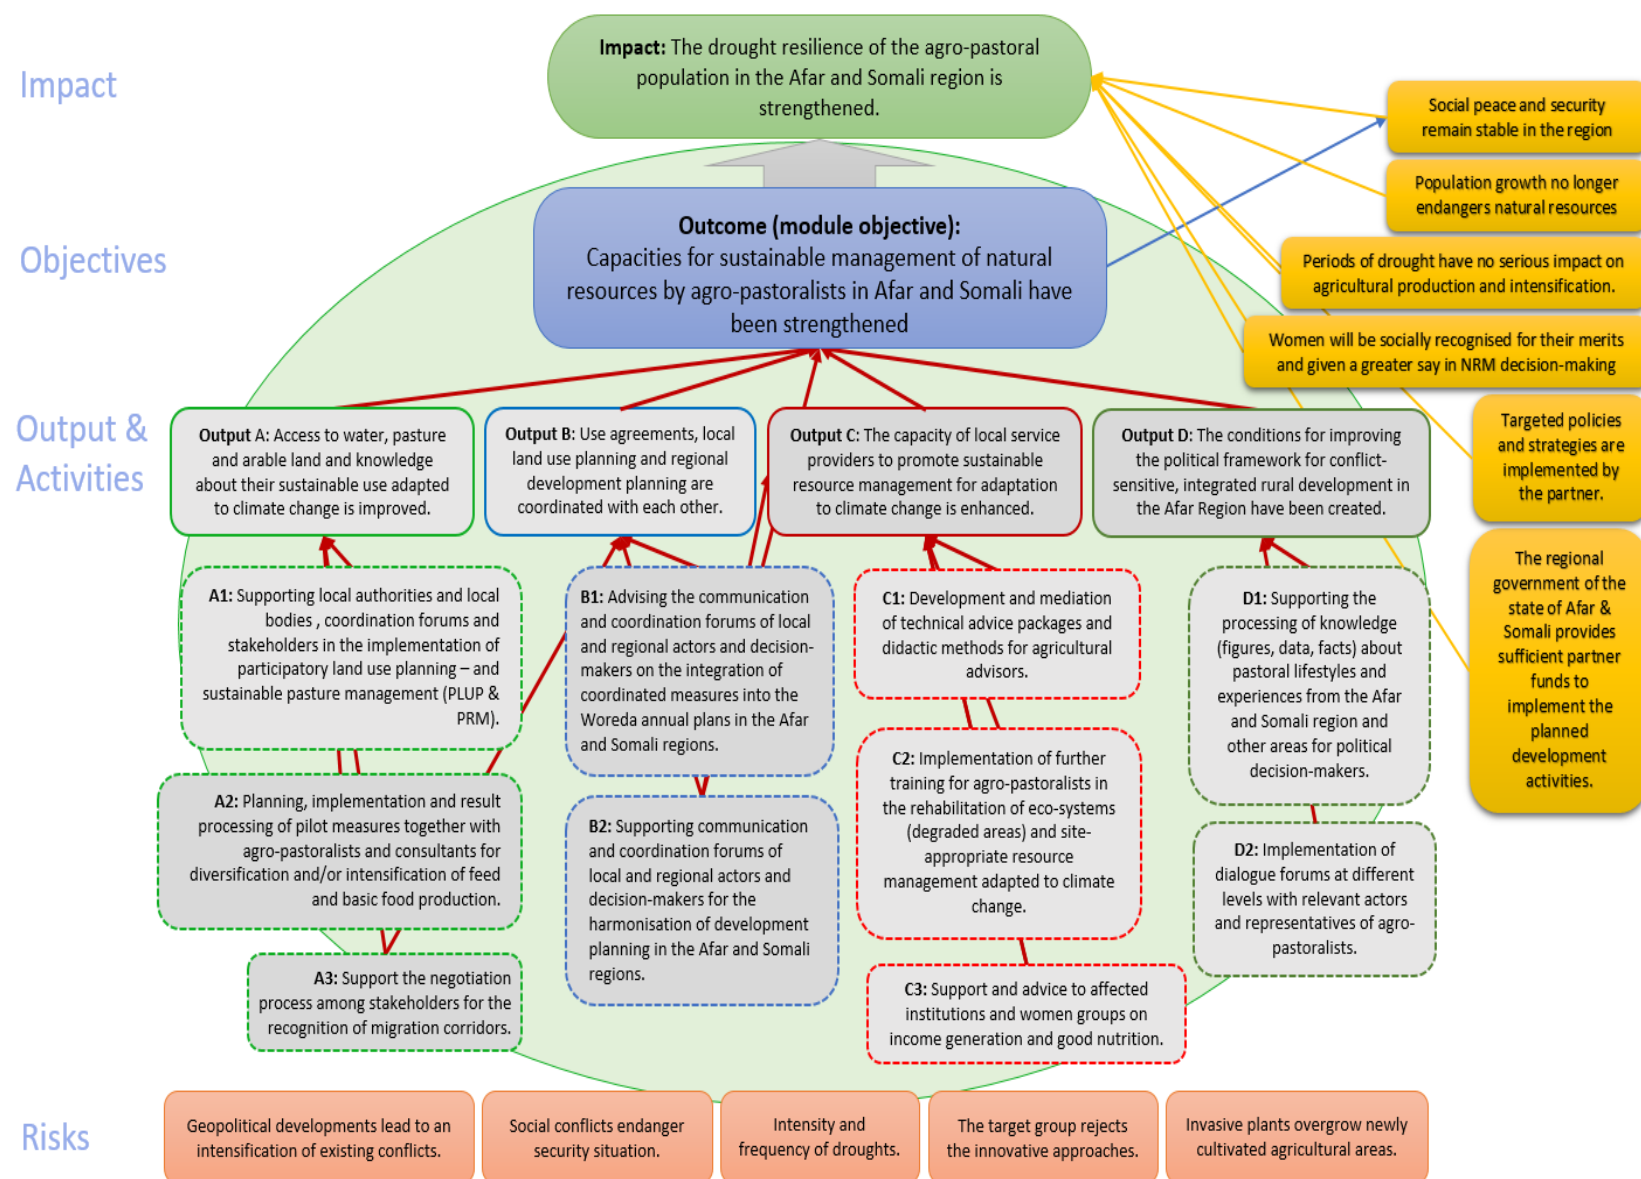 Impact
Impact: The drought resilience of the agro-pastoral
population in the Afar and Somali region is
strengthened.
Social peace and security
remain stable in the region
Population growth no longer
endangers natural resources
Periods of drought have no serious impact on
agricultural production and intensification.
Women will be socially recognised for their merits
and given a greater say in NRM decision-making
Targeted policies
and strategies are
implemented by
the partner.
The regional
government of the
state of Afar &
Somali provides
sufficient partner
funds to
implement the
planned
development
activities.
Objectives
Outcome (module objective):
Capacities for sustainable management of natural
resources by agro-pastoralists in Afar and Somali have
been strengthened
Output &
Activities
Output A: Access to water, pasture
and arable land and knowledge
about their sustainable use adapted
to climate change is improved.
Output B: Use agreements, local
land use planning and regional
development planning are
coordinated with each other.
Output C: The capacity of local service
providers to promote sustainable
resource management for adaptation
to climate change is enhanced.
Output D: The conditions for improving
the political framework for conflict-
sensitive, integrated rural development in
the Afar Region have been created.
A1: Supporting local authorities and local
bodies , coordination forums and
stakeholders in the implementation of
participatory land use planning – and
sustainable pasture management (PLUP &
PRM).
A2: Planning, implementation and result
processing of pilot measures together with
agro-pastoralists and consultants for
diversification and/or intensification of feed
and basic food production.
A3: Support the negotiation
process among stakeholders for the
recognition of migration corridors.
B1: Advising the communication
and coordination forums of local
and regional actors and decision-
makers on the integration of
coordinated measures into the
Woreda annual plans in the Afar
and Somali regions.
B2: Supporting communication
and coordination forums of
local and regional actors and
decision-makers for the
harmonisation of development
planning in the Afar and Somali
regions.
C1: Development and mediation
of technical advice packages and
didactic methods for agricultural
advisors.
C2: Implementation of further
training for agro-pastoralists in
the rehabilitation of eco-systems
(degraded areas) and site-
appropriate resource
management adapted to climate
change.
C3: Support and advice to affected
institutions and women groups on
income generation and good nutrition.
D1: Supporting the
processing of knowledge
(figures, data, facts) about
pastoral lifestyles and
experiences from the Afar
and Somali region and
other areas for political
decision-makers.
D2: Implementation of
dialogue forums at different
levels with relevant actors
and representatives of agro-
pastoralists.
Risks
Geopolitical developments lead to an
intensification of existing conflicts.
Social conflicts endanger
security situation.
Intensity and
frequency of droughts.
The target group rejects
the innovative approaches.
Invasive plants overgrow newly
cultivated agricultural areas.